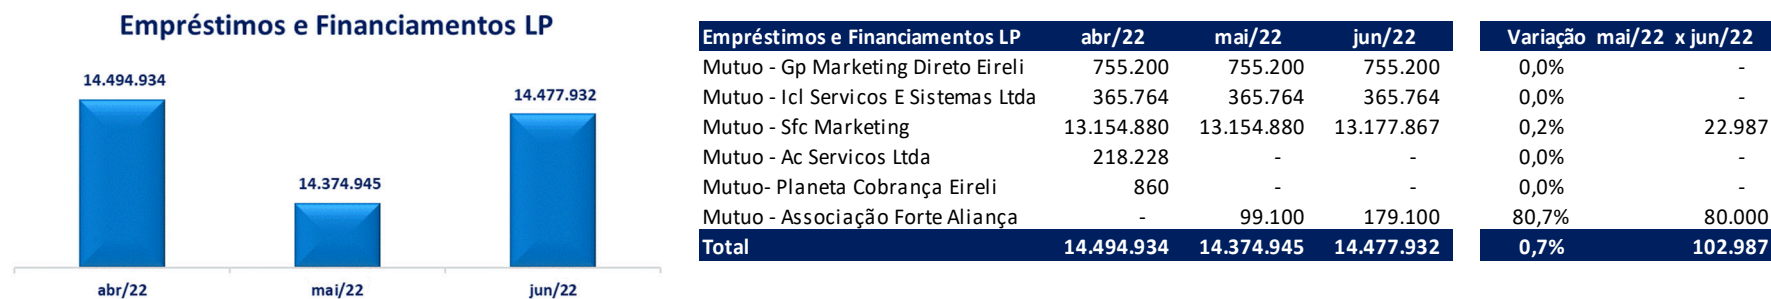 Empréstimos e Financiamentos LP
14.494.934
14.477.932
14.374.945
abr/22 mai/22 jun/22
Empréstimos e Financiamentos LP abr/22 mai/22 jun/22 Variação mai/22 x jun/22
Mutuo - Gp Marketing Direto Eireli 755.200 755.200 755.200 0,0% -
Mutuo - Icl Servicos E Sistemas Ltda 365.764 365.764 365.764 0,0% -
Mutuo - Sfc Marketing 13.154.880 13.154.880 13.177.867 0,2% 22.987
Mutuo - Ac Servicos Ltda 218.228 - - 0,0% -
Mutuo- Planeta Cobrança Eireli 860 - - 0,0% -
Mutuo - Associação Forte Aliança - 99.100 179.100 80,7% 80.000
Total 14.494.934 14.374.945 14.477.932 0,7% 102.987